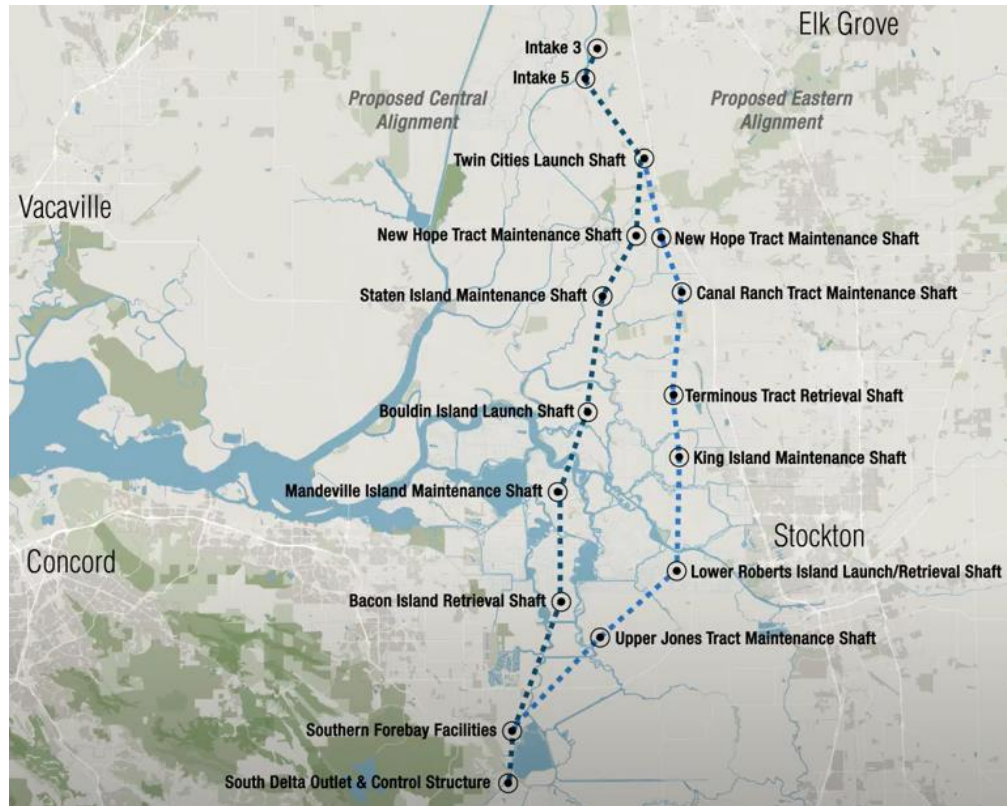 Elk Grove
Intake 3
Intake 5
Proposed Central
Alignment
Proposed Eastern
Alignment
Twin Cities Launch Shaft
Vacaville
New Hope Tract Maintenance Shaft
New Hope Tract Maintenance Shaft
Staten Island Maintenance Shaft
Canal Ranch Tract Maintenance Shaft
Terminous Tract Retrieval Shaft
Bouldin Island Launch Shaft
King Island Maintenance Shaft
Mandeville Island Maintenance Shaft
Stockton
Concord
Lower Roberts Island Launch/Retrieval Shaft
Bacon Island Retrieval Shaft
Upper Jones Tract Maintenance Shaft
Southern Forebay Facilities
South Delta Outlet & Control Structure